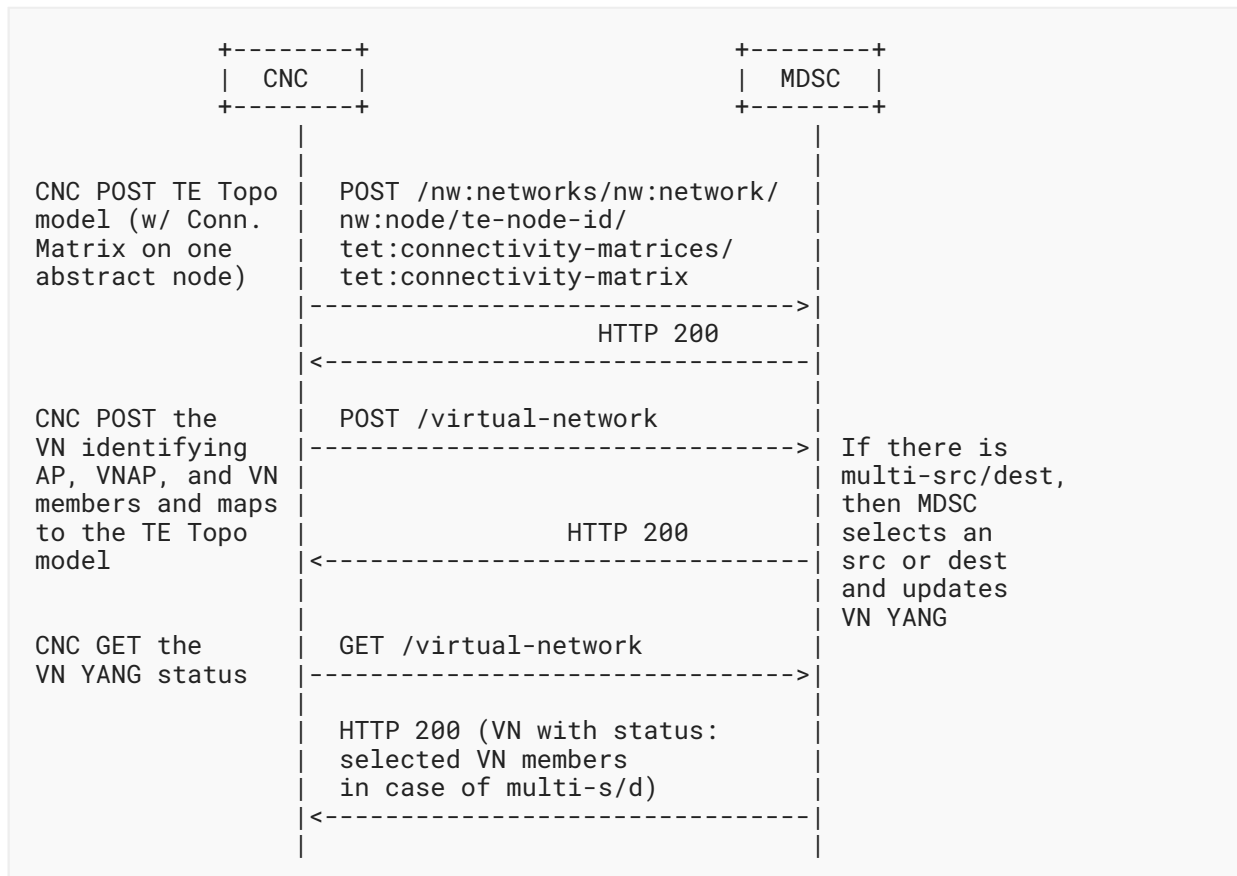 +--------+                        +--------+
|  CNC   |                        |  MDSC  |
+--------+                        +--------+
|                                 |
|                                 |
CNC POST TE Topo |  POST /nw:networks/nw:network/  |
model (w/ Conn.  |  nw:node/te-node-id/            |
Matrix on one    |  tet:connectivity-matrices/     |
abstract node)   |  tet:connectivity-matrix        |
|-------------------------------->|
|                   HTTP 200      |
|<--------------------------------|
|                                 |
CNC POST the     |  POST /virtual-network          |
VN identifying   |-------------------------------->| If there is
AP, VNAP, and VN |                                 | multi-src/dest,
members and maps |                                 | then MDSC
to the TE Topo   |                 HTTP 200        | selects an
model            |<--------------------------------| src or dest
|                                 | and updates
|                                 | VN YANG
CNC GET the      |  GET /virtual-network           |
VN YANG status   |-------------------------------->|
|                                 |
|  HTTP 200 (VN with status:      |
|  selected VN members            |
|  in case of multi-s/d)          |
|<--------------------------------|
|                                 |